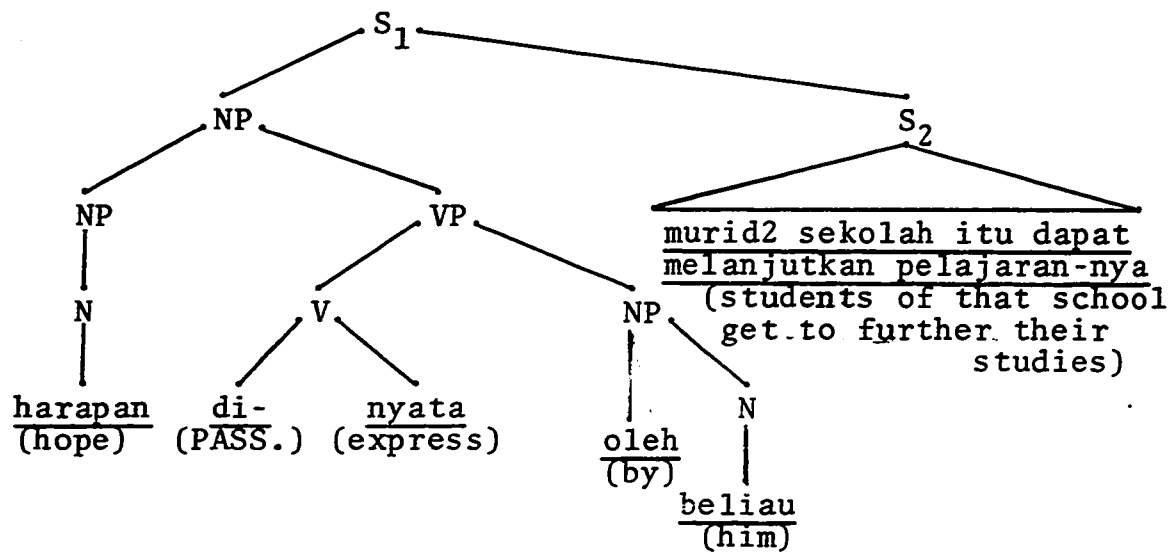 S1
NP
S2
NP
VP
murid2 sekolah itu dapat
melanjutkan pelajaran-nya
(students of that school
get to further their
studies)
N
V
NP
harapan
(hope)
di-
(PASS.)
nyata
(express)
N
oleh
(by)
beliau
(him)